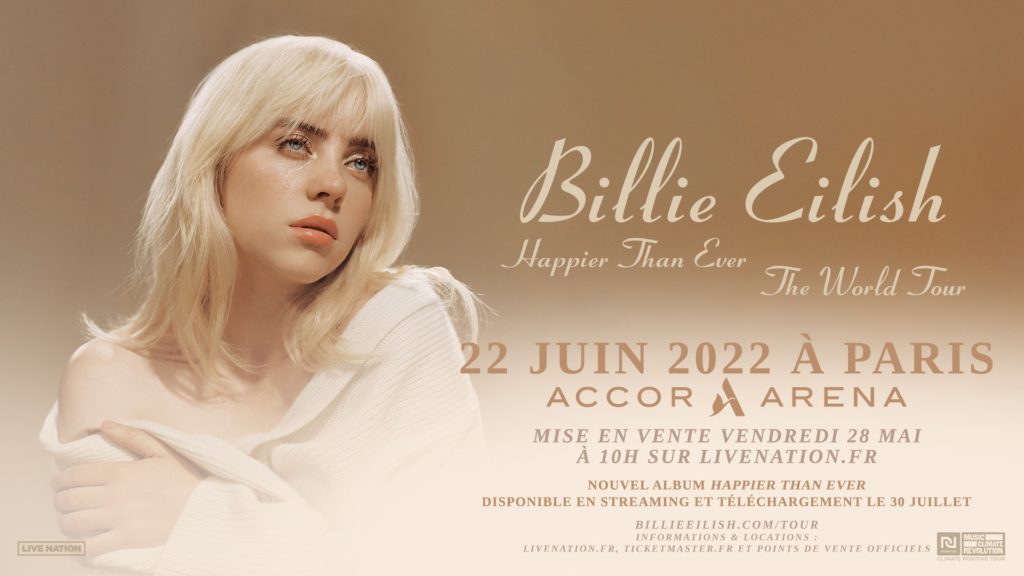 Billie Eilish
Happier Than Ever
The World Tour
22 JUIN 2022 À PARIS
ACCOR ARENA
MISE EN VENTE VENDREDI 28 MAI
À 10H SUR LIVENATION.FR
NOUVEL ALBUM HAPPIER THAN EVER
DISPONIBLE EN STREAMING ET TÉLÉCHARGEMENT LE 30 JUILLET
BILLIEEILISH.COM/TOUR
INFORMATIONS & LOCATIONS :
LIVENATION.FR, TICKETMASTER.FR ET POINTS DE VENTE OFFICIELS
LIVE NATION
MUSIC
CLIMATE
REVOLUTION
CLIMATE POSITIVE TOUR